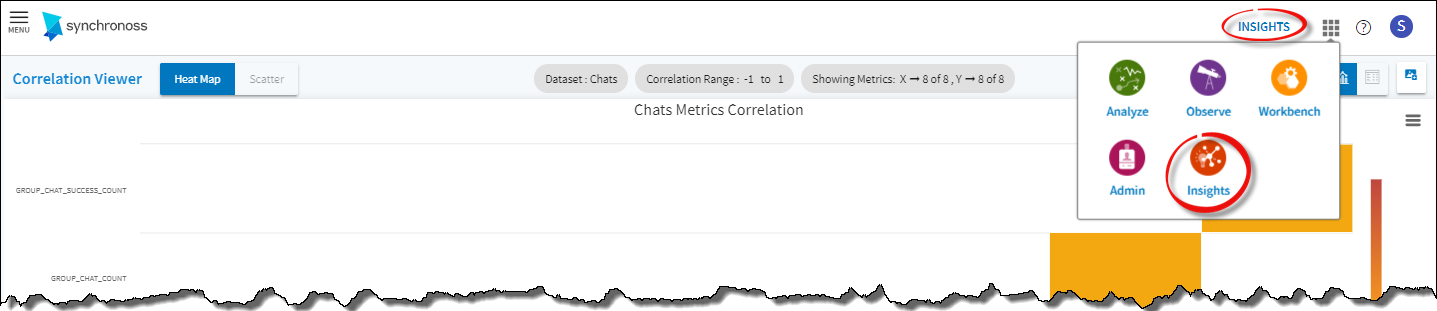 MENU
synchronoss
INSIGHTS
?
S
Correlation Viewer
Heat Map
Scatter
Dataset : Chats
Correlation Range : -1 to 1
Showing Metrics: X ➞ 8 of 8 , Y ➞ 8 of 8
Analyze
Observe
Workbench
Admin
Insights
Chats Metrics Correlation
GROUP_CHAT_SUCCESS_COUNT
GROUP_CHAT_COUNT